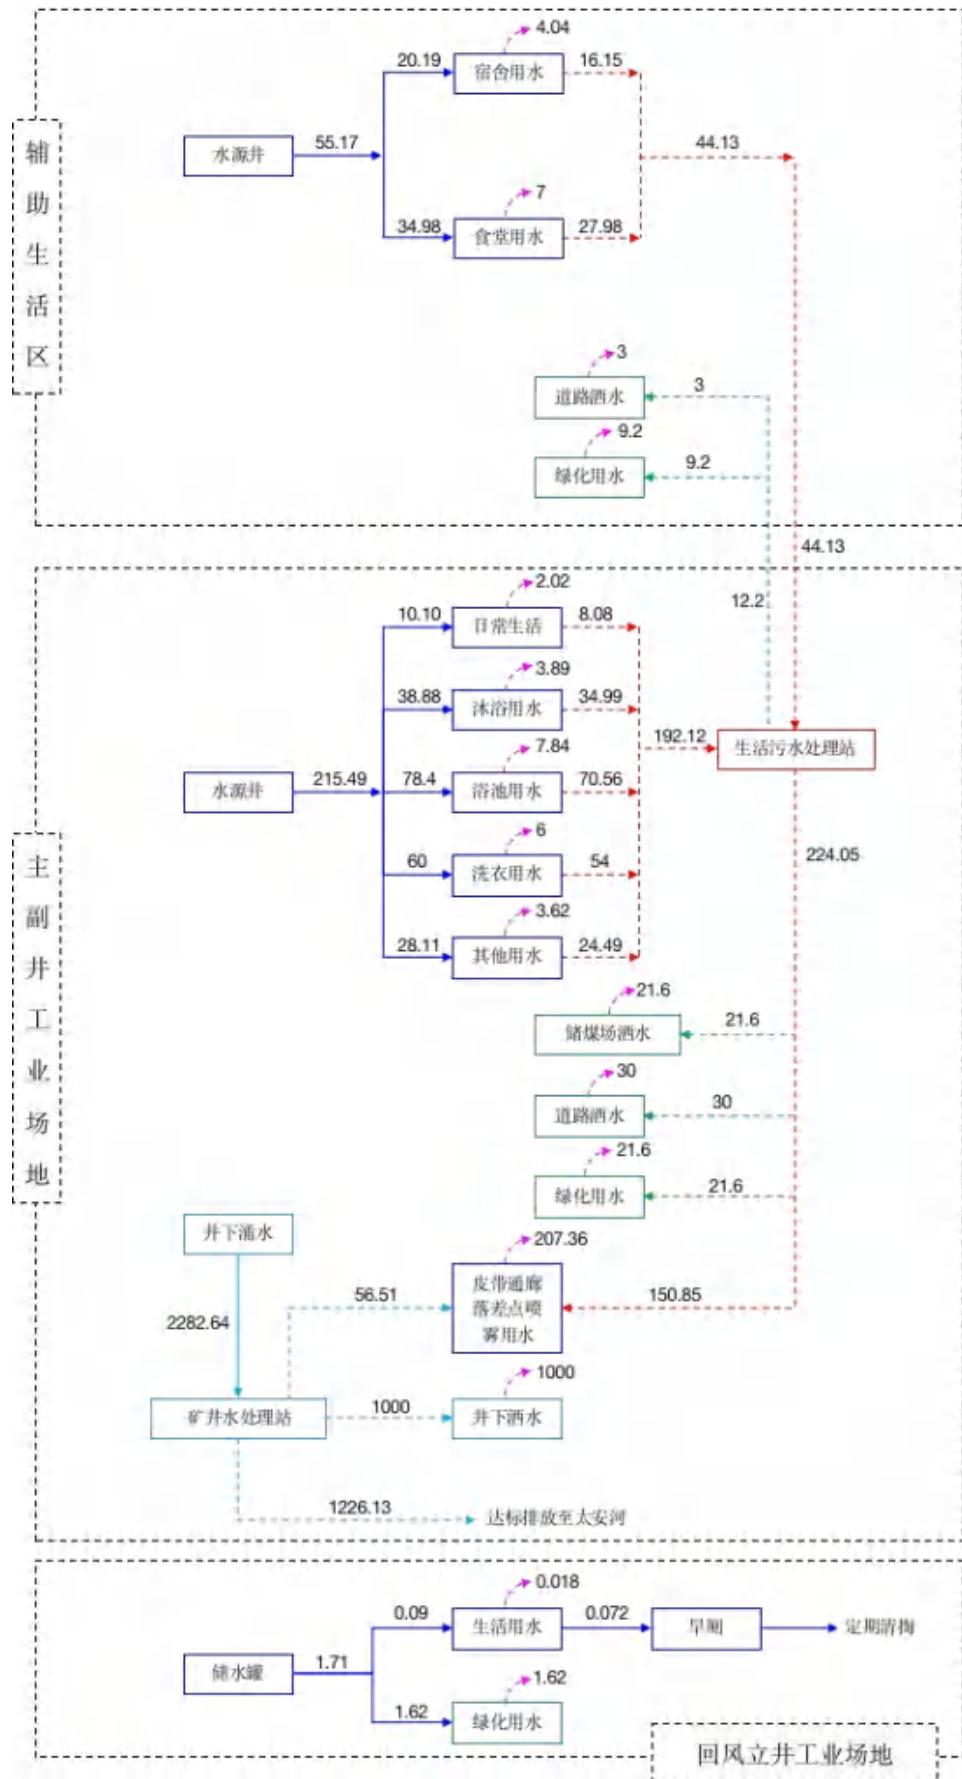 辅助生活区
4.04
20.19
宿舍用水
16.15
水源井
55.17
44.13
7
34.98
食堂用水
27.98
3
道路洒水
3
9.2
绿化用水
9.2
44.13
12.2
主副井工业场地
2.02
10.10
日常生活
8.08
3.89
38.88
沐浴用水
34.99
192.12
生活污水处理站
7.84
水源井
215.49
78.4
浴池用水
70.56
6
60
洗衣用水
54
224.05
3.62
28.11
其他用水
24.49
21.6
储煤场洒水
21.6
30
道路洒水
30
21.6
绿化用水
21.6
井下涌水
207.36
56.51
皮带通廊
落差点喷
雾用水
150.85
2282.64
1000
矿井水处理站
1000
井下洒水
1226.13
达标排放至太安河
0.018
0.09
生活用水
0.072
旱厕
定期清掏
储水罐
1.71
1.62
1.62
绿化用水
回风立井工业场地